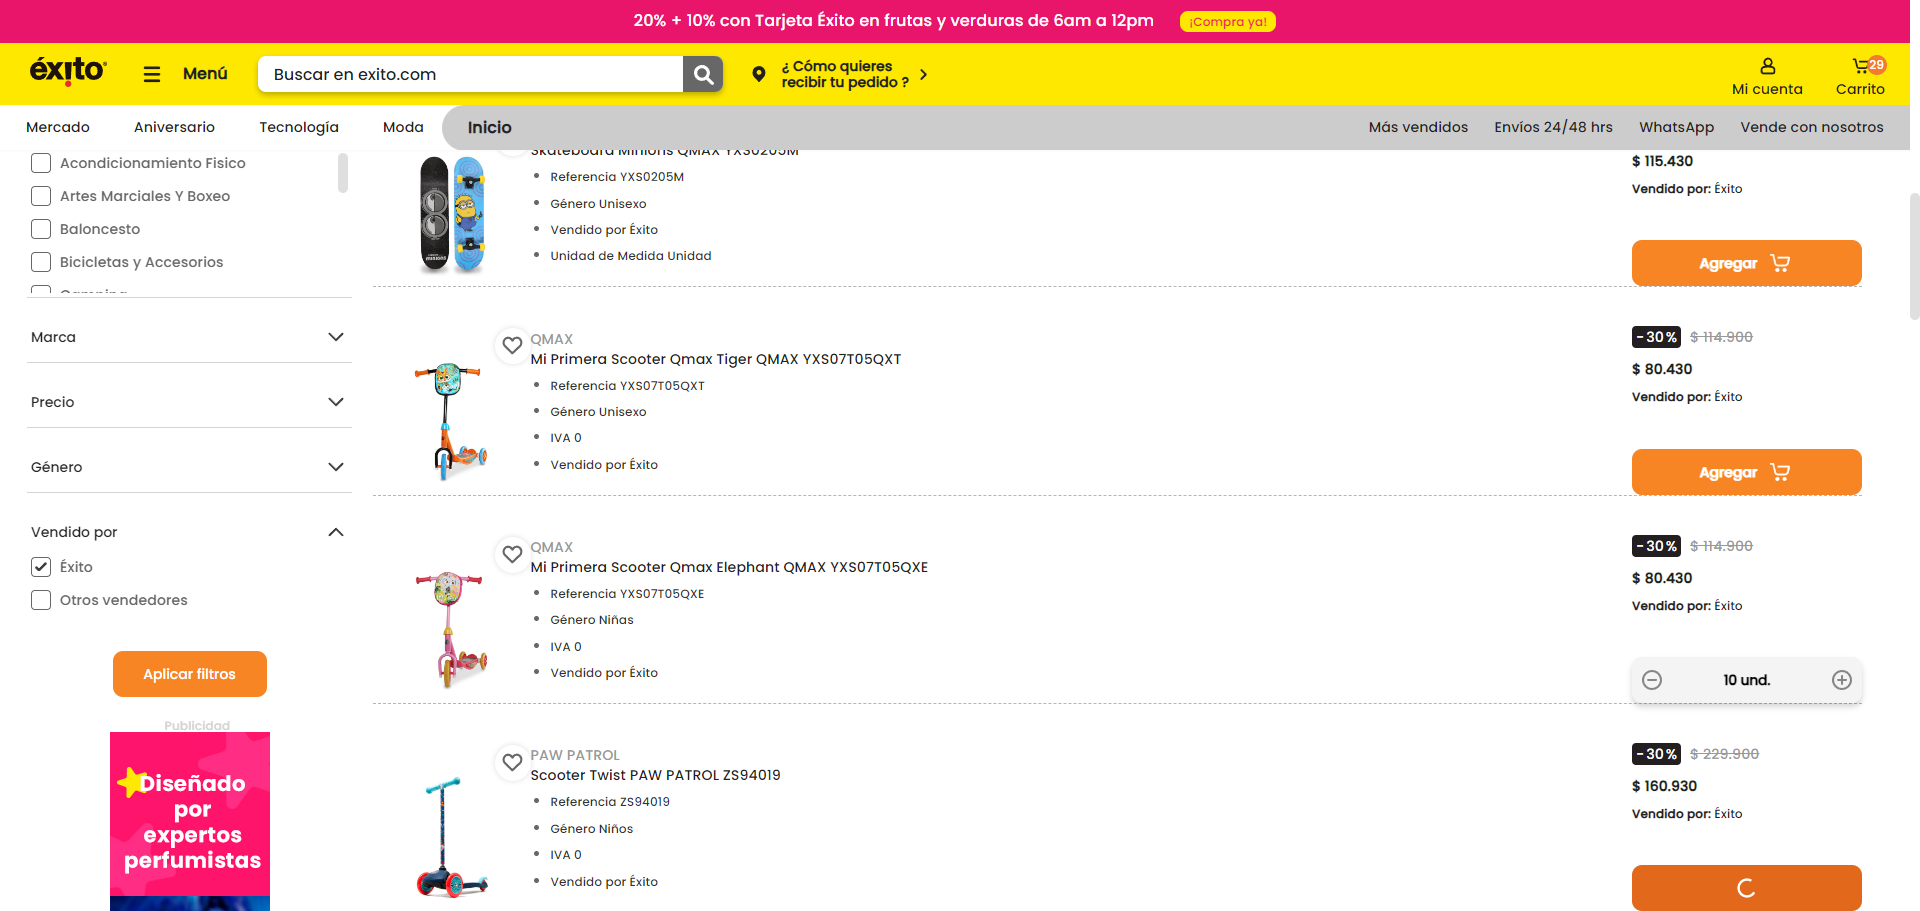 20% + 10% con Tarjeta Éxito en frutas y verduras de 6am a 12pm
¡Compra ya!
éxito
Menú
Buscar en exito.com
¿ Cómo quieres
recibir tu pedido ?
Mi cuenta
29
Carrito
Mercado
Aniversario
Tecnología
Moda
Inicio
Más vendidos
Envíos 24/48 hrs
WhatsApp
Vende con nosotros
Acondicionamiento Fisico
Artes Marciales Y Boxeo
Baloncesto
Bicicletas y Accesorios
Camping
Marca
Precio
Género
Vendido por
Éxito
Otros vendedores
Aplicar filtros
Publicidad
Diseñado
por
expertos
perfumistas
Skateboard Minions QMAX YXS0205M
Referencia YXS0205M
Género Unisexo
Vendido por Éxito
Unidad de Medida Unidad
$ 115.430
Vendido por: Éxito
Agregar
QMAX
Mi Primera Scooter Qmax Tiger QMAX YXS07T05QXT
Referencia YXS07T05QXT
Género Unisexo
IVA 0
Vendido por Éxito
-30% $ 114.900
$ 80.430
Vendido por: Éxito
Agregar
QMAX
Mi Primera Scooter Qmax Elephant QMAX YXS07T05QXE
Referencia YXS07T05QXE
Género Niñas
IVA 0
Vendido por Éxito
-30% $ 114.900
$ 80.430
Vendido por: Éxito
10 und.
PAW PATROL
Scooter Twist PAW PATROL ZS94019
Referencia ZS94019
Género Niños
IVA 0
Vendido por Éxito
-30% $ 229.900
$ 160.930
Vendido por: Éxito